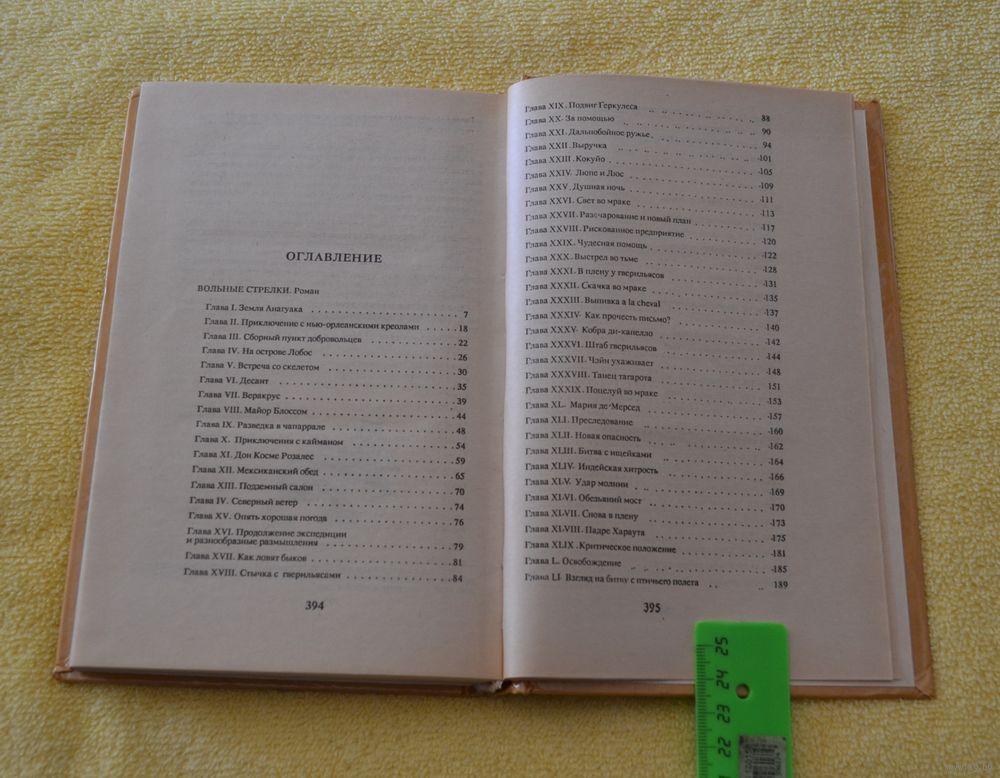 ОГЛАВЛЕНИЕ
ВОЛЬНЫЕ СТРЕЛКИ. Роман
Глава I. Земля Анагуака 7
Глава II. Приключение с нью-орлеанскими креолами 18
Глава III. Сборный пункт добровольцев 22
Глава IV. На острове Лобос 26
Глава V. Встреча со скелетом 30
Глава VI. Десант 35
Глава VII. Веракрус 39
Глава VIII. Майор Блоссом 44
Глава IX. Разведка в чапаррале 48
Глава X. Приключения с кайманом 54
Глава XI. Дон Косме Розалес 59
Глава XII. Мексиканский обед 65
Глава XIII. Подземный салон 70
Глава IV. Северный ветер 74
Глава XV. Опять хорошая погода 76
Глава XVI. Продолжение экспедиции
и разнообразные размышления 79
Глава XVII. Как ловят быков 81
Глава XVIII. Стычка с гверильясами 84
394
Глава XIX. Подвиг Геркулеса 88
Глава XX. За помощью 90
Глава XXI. Дальнобойное ружье 94
Глава XXII. Выручка 101
Глава XXIII. Кокуйо 105
Глава XXIV. Люпе и Люс 109
Глава XXV. Душная ночь 111
Глава XXVI. Свет во мраке 113
Глава XXVII. Разочарование и новый план 117
Глава XXVIII. Рискованное предприятие 120
Глава XXIX. Чудесная помощь 122
Глава XXX. Выстрел во тьме 128
Глава XXXI. В плену у гверильясов 131
Глава XXXII. Скачка во мраке 135
Глава XXXIII. Выпивка a la cheval 137
Глава XXXIV. Как прочесть письмо? 140
Глава XXXV. Кобра ди-капелло 142
Глава XXXVI. Штаб гверильясов 144
Глава XXXVII. Чэйн ухаживает 148
Глава XXXVIII. Танец тагарота 151
Глава XXXIX. Поцелуй во мраке 153
Глава XL. Мария де-Мерсед 157
Глава XLI. Преследование 160
Глава XLII. Новая опасность 162
Глава XLIII. Битва с ищейками 164
Глава XLIV. Индейская хитрость 166
Глава XLV. Удар молнии 169
Глава XLVI. Обезьяний мост 170
Глава XLVII. Снова в плену 173
Глава XLVIII. Падре Хараута 175
Глава XLIX. Критическое положение 181
Глава L. Освобождение 185
Глава LI. Взгляд на битву с птичьего полета 189
395
22 23 24 25